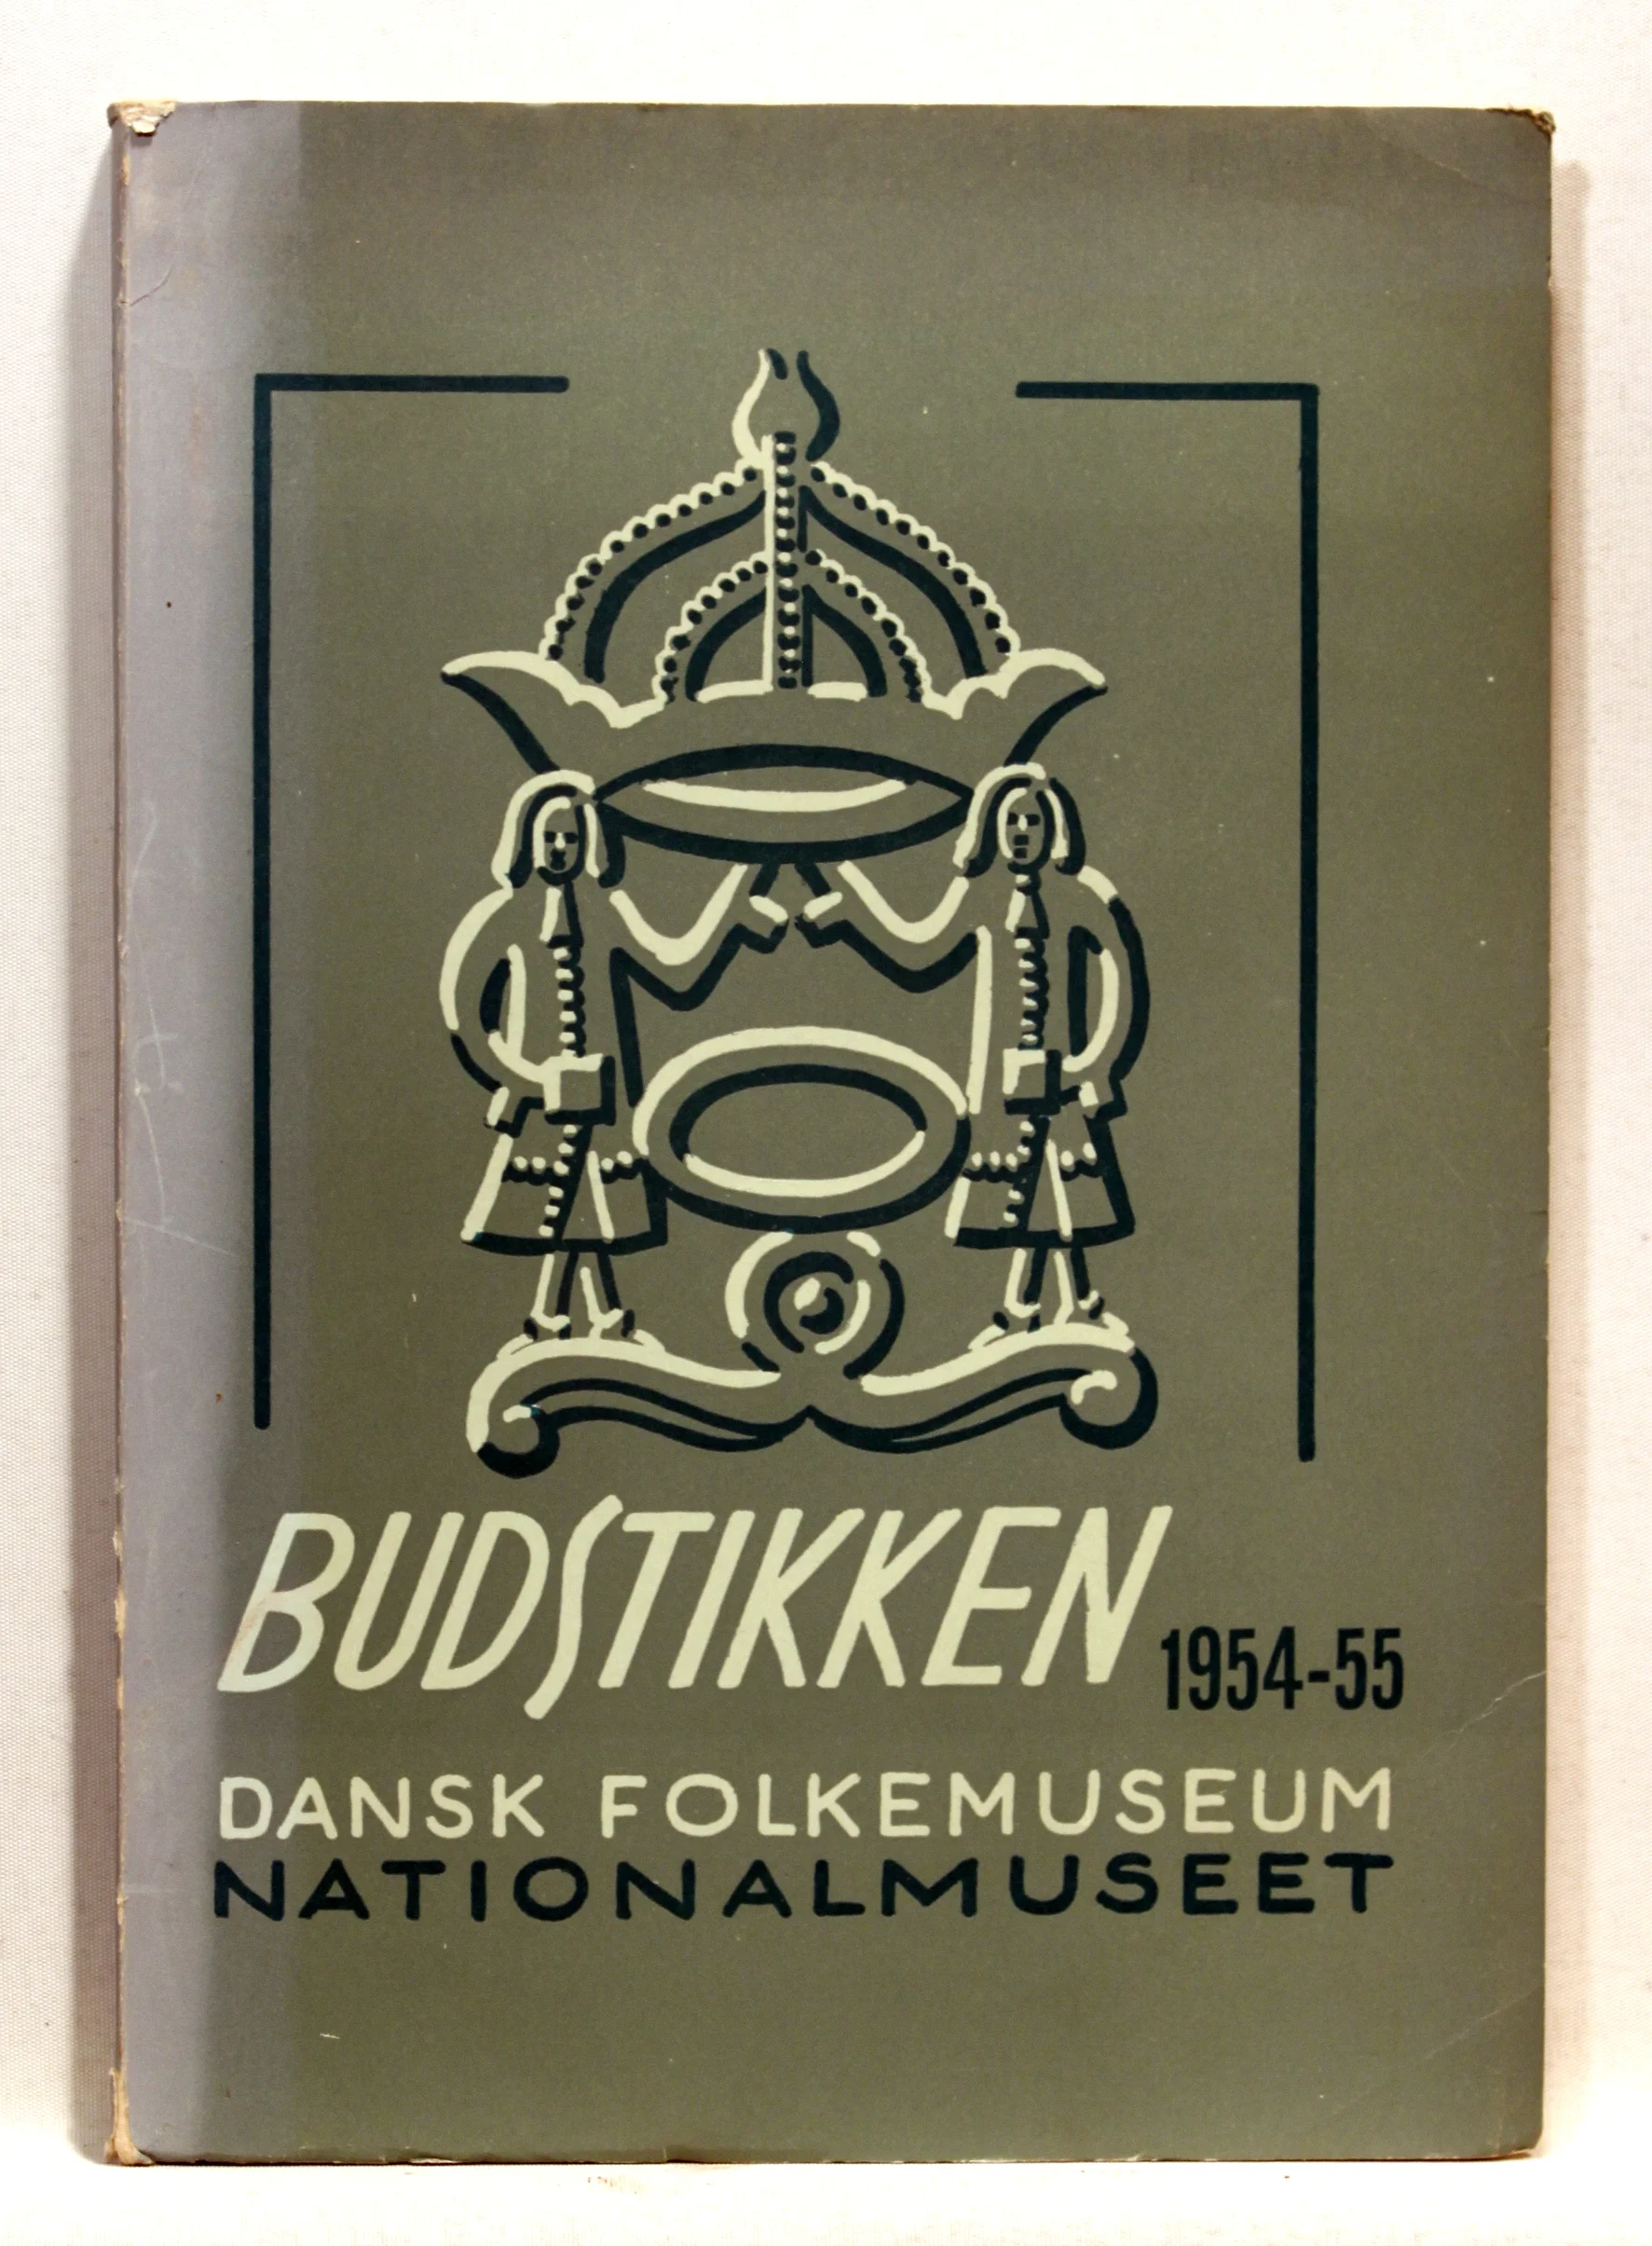 BUDSTIKKEN 1954-55
DANSK FOLKEMUSEUM
NATIONALMUSEET